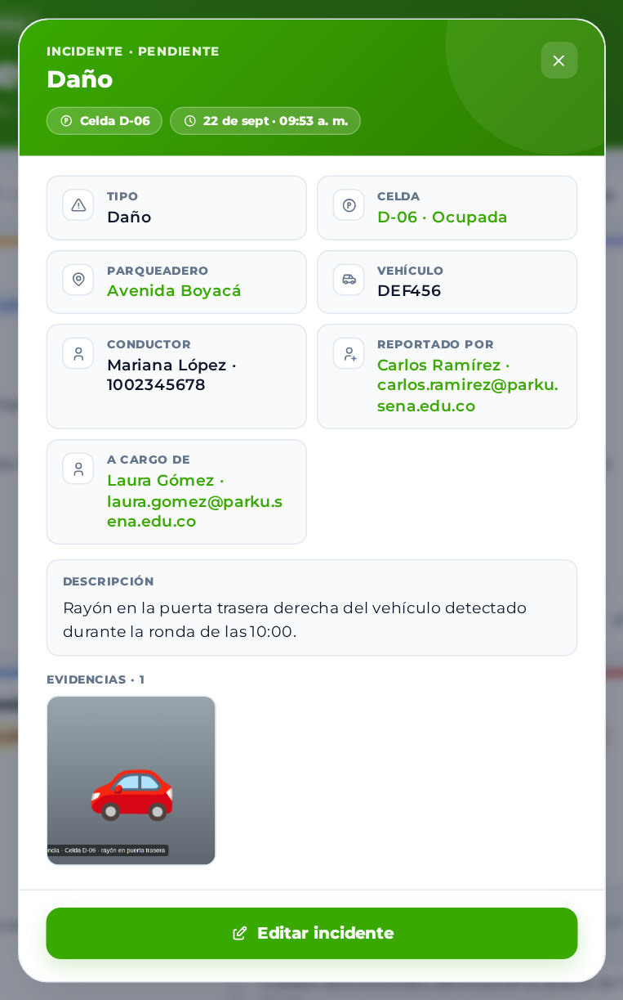 INCIDENTE · PENDIENTE
Daño
Celda D-06
22 de sept · 09:53 a. m.
TIPO
Daño
CELDA
D-06 · Ocupada
PARQUEADERO
Avenida Boyacá
VEHÍCULO
DEF456
CONDUCTOR
Mariana López ·
1002345678
REPORTADO POR
Carlos Ramírez ·
carlos.ramirez@parku.
sena.edu.co
A CARGO DE
Laura Gómez ·
laura.gomez@parku.s
ena.edu.co
DESCRIPCIÓN
Rayón en la puerta trasera derecha del vehículo detectado
durante la ronda de las 10:00.
EVIDENCIAS · 1
ncia · Celda D-06 · rayón en puerta trasera
Editar incidente